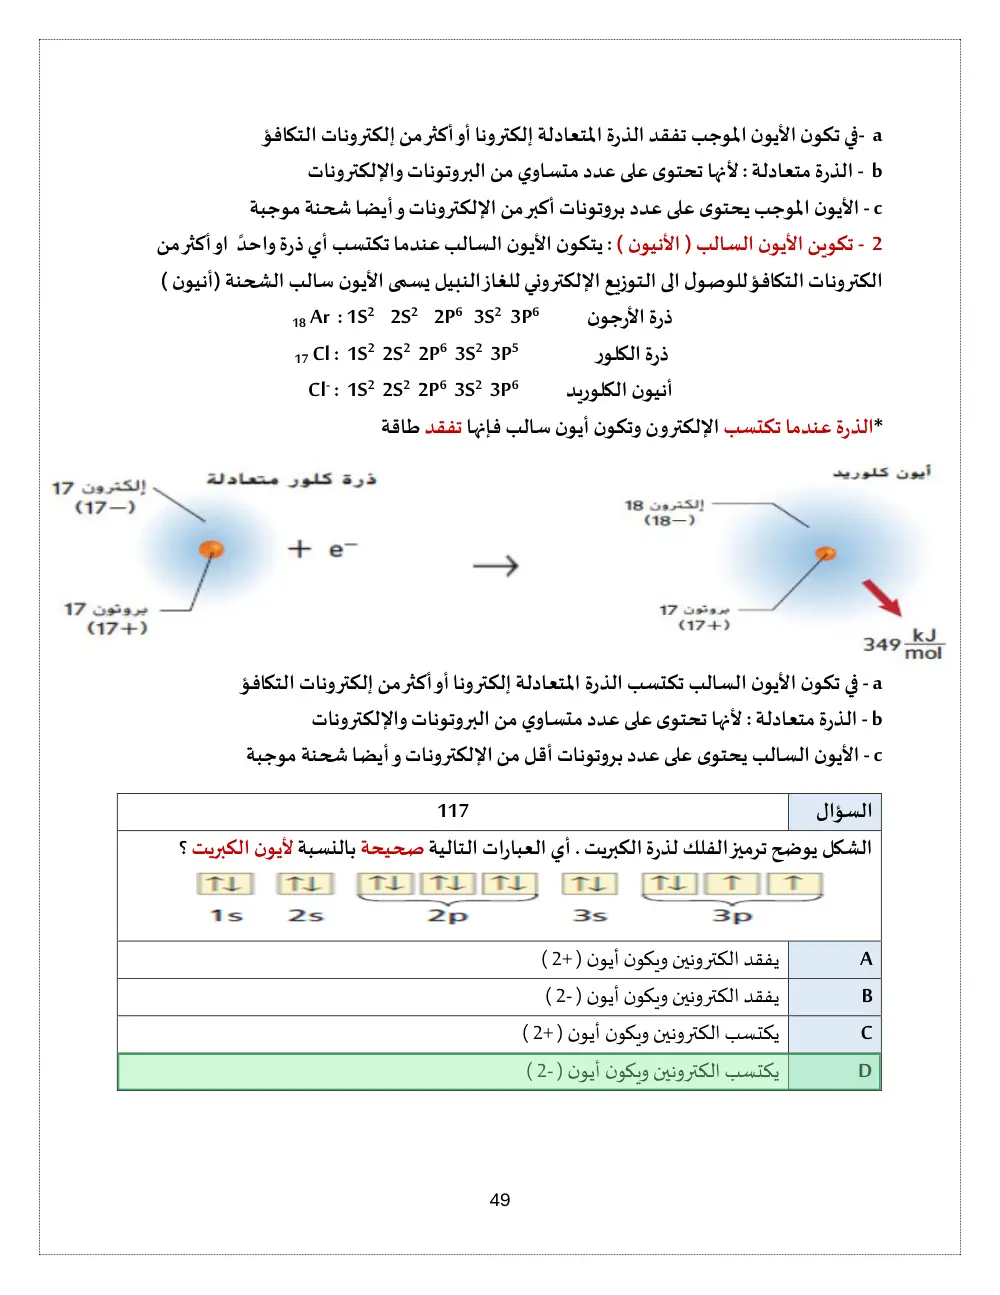 a -في تكون الأيون الموجب تفقد الذرة المتعادلة إلكترونا أو أكثر من إلكترونات التكافؤ
b - الذرة متعادلة : لأنها تحتوى على عدد متساوي من البروتونات والإلكترونات
c - الأيون الموجب يحتوى على عدد بروتونات أكبر من الإلكترونات و أيضا شحنة موجبة
2 - تكوين الأيون السالب ( الأنيون ) : يتكون الأيون السالب عندما تكتسب أي ذرة واحدً او أكثر من
الكترونات التكافؤ للوصول الى التوزيع الإلكتروني للغاز النبيل يسمى الأيون سالب الشحنة (أنيون )
ذرة الأرجون ₁₈Ar : 1S² 2S² 2P⁶ 3S² 3P⁶
ذرة الكلور ₁₇Cl : 1S² 2S² 2P⁶ 3S² 3P⁵
أنيون الكلوريد Cl⁻ : 1S² 2S² 2P⁶ 3S² 3P⁶
*الذرة عندما تكتسب الإلكترون وتكون أيون سالب فإنها تفقد طاقة
أيون كلوريد
ذرة كلور متعادلة
17 إلكترون
(17−)
+ e⁻
→
17 بروتون
(17+)
18 إلكترون
(18−)
17 بروتون
(17+)
349 kJ/mol
a - في تكون الأيون السالب تكتسب الذرة المتعادلة إلكترونا أو أكثر من إلكترونات التكافؤ
b - الذرة متعادلة : لأنها تحتوى على عدد متساوي من البروتونات والإلكترونات
c - الأيون السالب يحتوى على عدد بروتونات أقل من الإلكترونات و أيضا شحنة موجبة
السؤال 117
الشكل يوضح ترميز الفلك لذرة الكبريت . أي العبارات التالية صحيحة بالنسبة لأيون الكبريت ؟
↑↓ ↑↓ ↑↓ ↑↓ ↑↓ ↑↓ ↑↓ ↑ ↑
1s 2s 2p 3s 3p
A يفقد الكترونين ويكون أيون ( +2 )
B يفقد الكترونين ويكون أيون ( -2 )
C يكتسب الكترونين ويكون أيون ( +2 )
D يكتسب الكترونين ويكون أيون ( -2 )
49